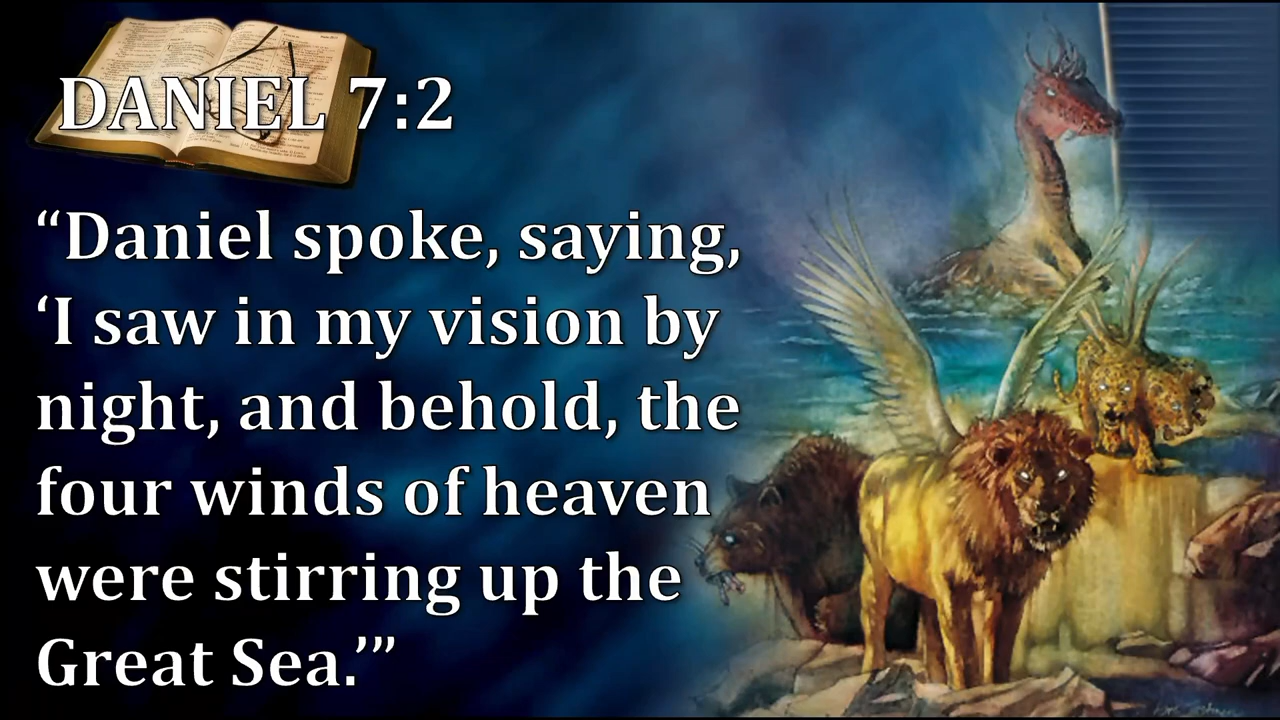 DANIEL 7:2
“Daniel spoke, saying,
‘I saw in my vision by
night, and behold, the
four winds of heaven
were stirring up the
Great Sea.’”